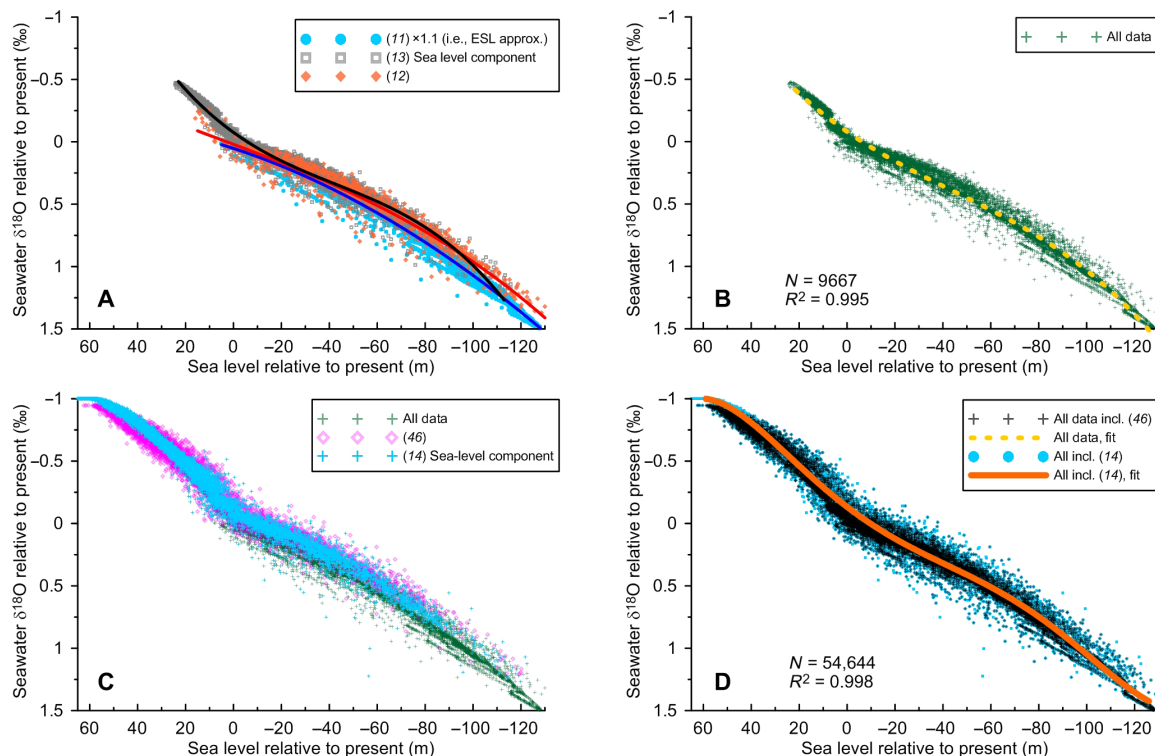 A
(11) ×1.1 (i.e., ESL approx.)
(13) Sea level component
(12)
Seawater δ18O relative to present (‰)
–1
–0.5
0
0.5
1
1.5
60 40 20 0 –20 –40 –60 –80 –100 –120
Sea level relative to present (m)
B
All data
N = 9667
R² = 0.995
Seawater δ18O relative to present (‰)
–1
–0.5
0
0.5
1
1.5
60 40 20 0 –20 –40 –60 –80 –100 –120
Sea level relative to present (m)
C
All data
(46)
(14) Sea-level component
Seawater δ18O relative to present (‰)
–1
–0.5
0
0.5
1
1.5
60 40 20 0 –20 –40 –60 –80 –100 –120
Sea level relative to present (m)
D
All data incl. (46)
All data, fit
All incl. (14)
All incl. (14), fit
N = 54,644
R² = 0.998
Seawater δ18O relative to present (‰)
–1
–0.5
0
0.5
1
1.5
60 40 20 0 –20 –40 –60 –80 –100 –120
Sea level relative to present (m)